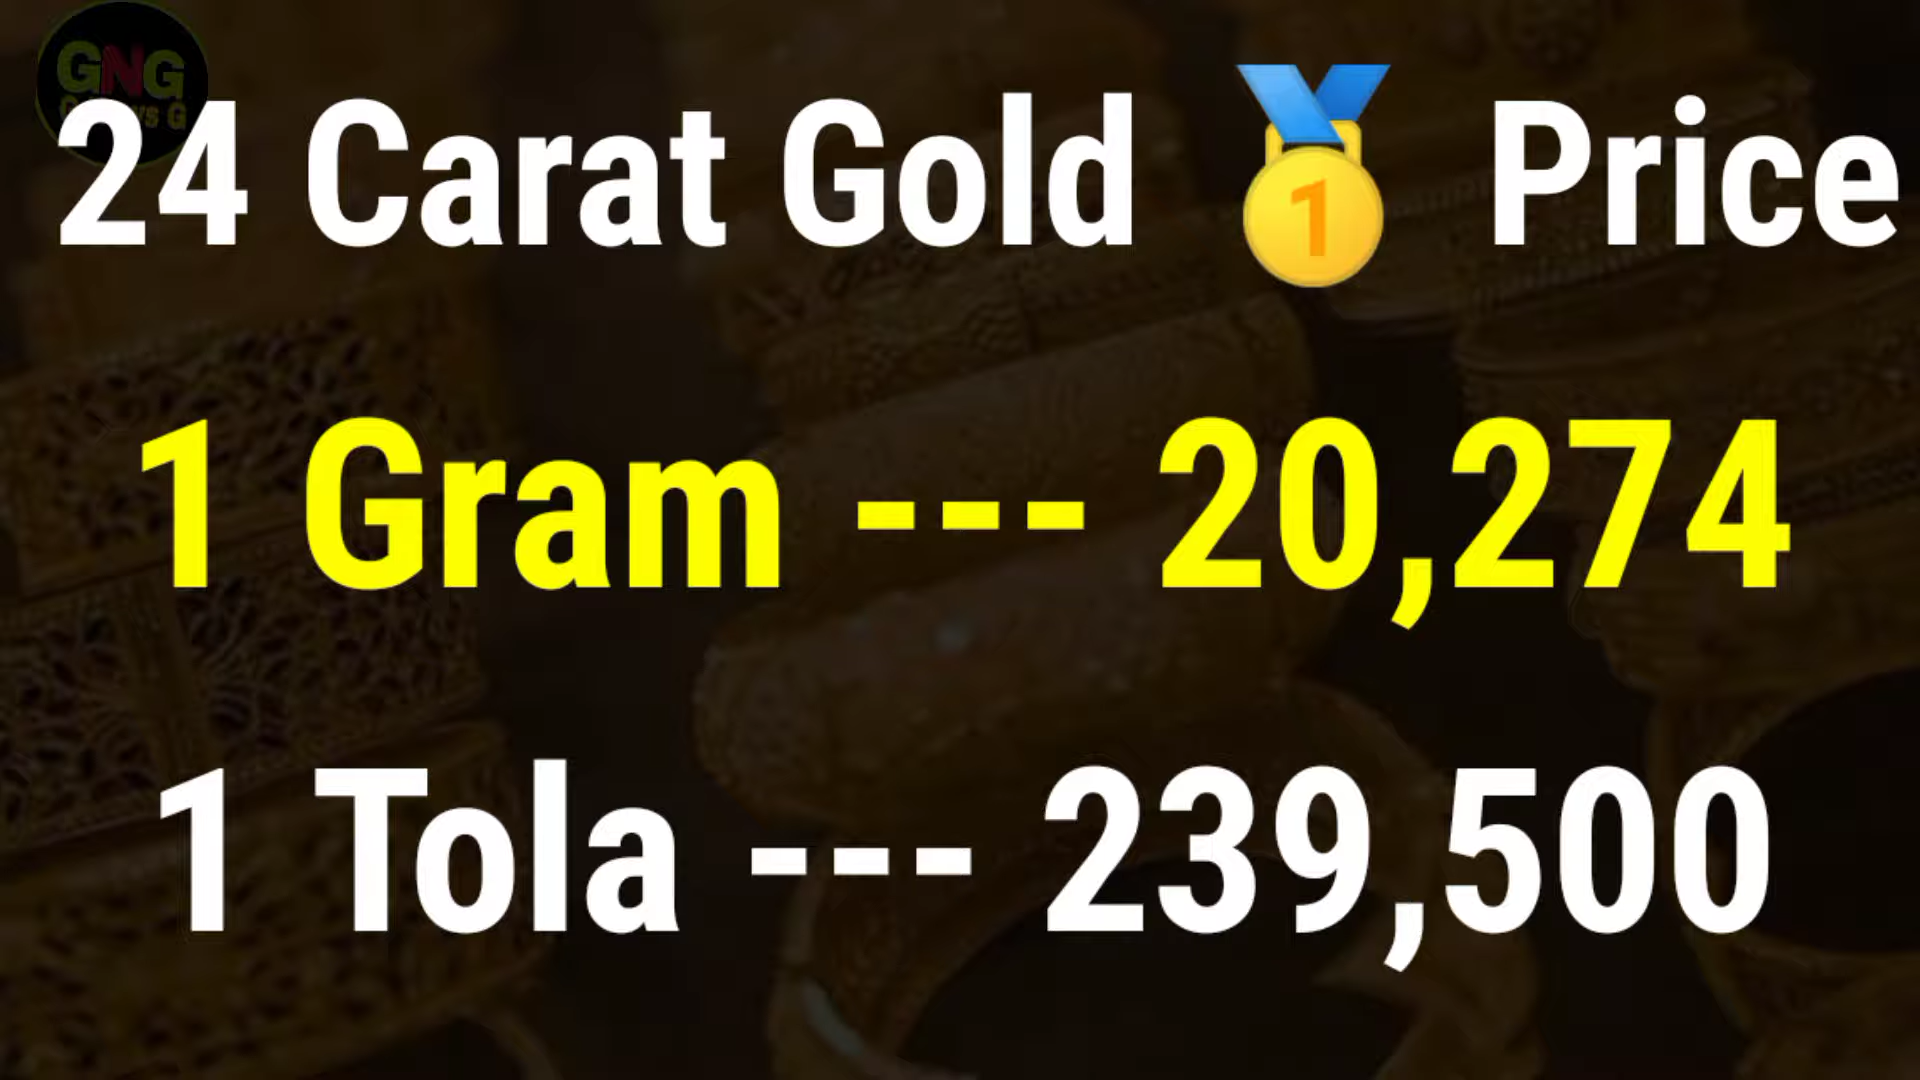 GNG
24 Carat Gold 🥇 Price
1 Gram --- 20,274
1 Tola --- 239,500